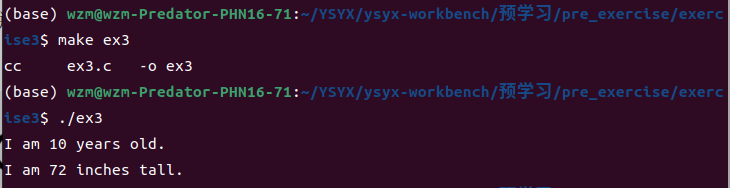 (base) wzm@wzm-Predator-PHN16-71:~/YSYX/ysyx-workbench/预学习/pre_exercise/exerc
ise3$ make ex3
cc     ex3.c   -o ex3
(base) wzm@wzm-Predator-PHN16-71:~/YSYX/ysyx-workbench/预学习/pre_exercise/exerc
ise3$ ./ex3
I am 10 years old.
I am 72 inches tall.